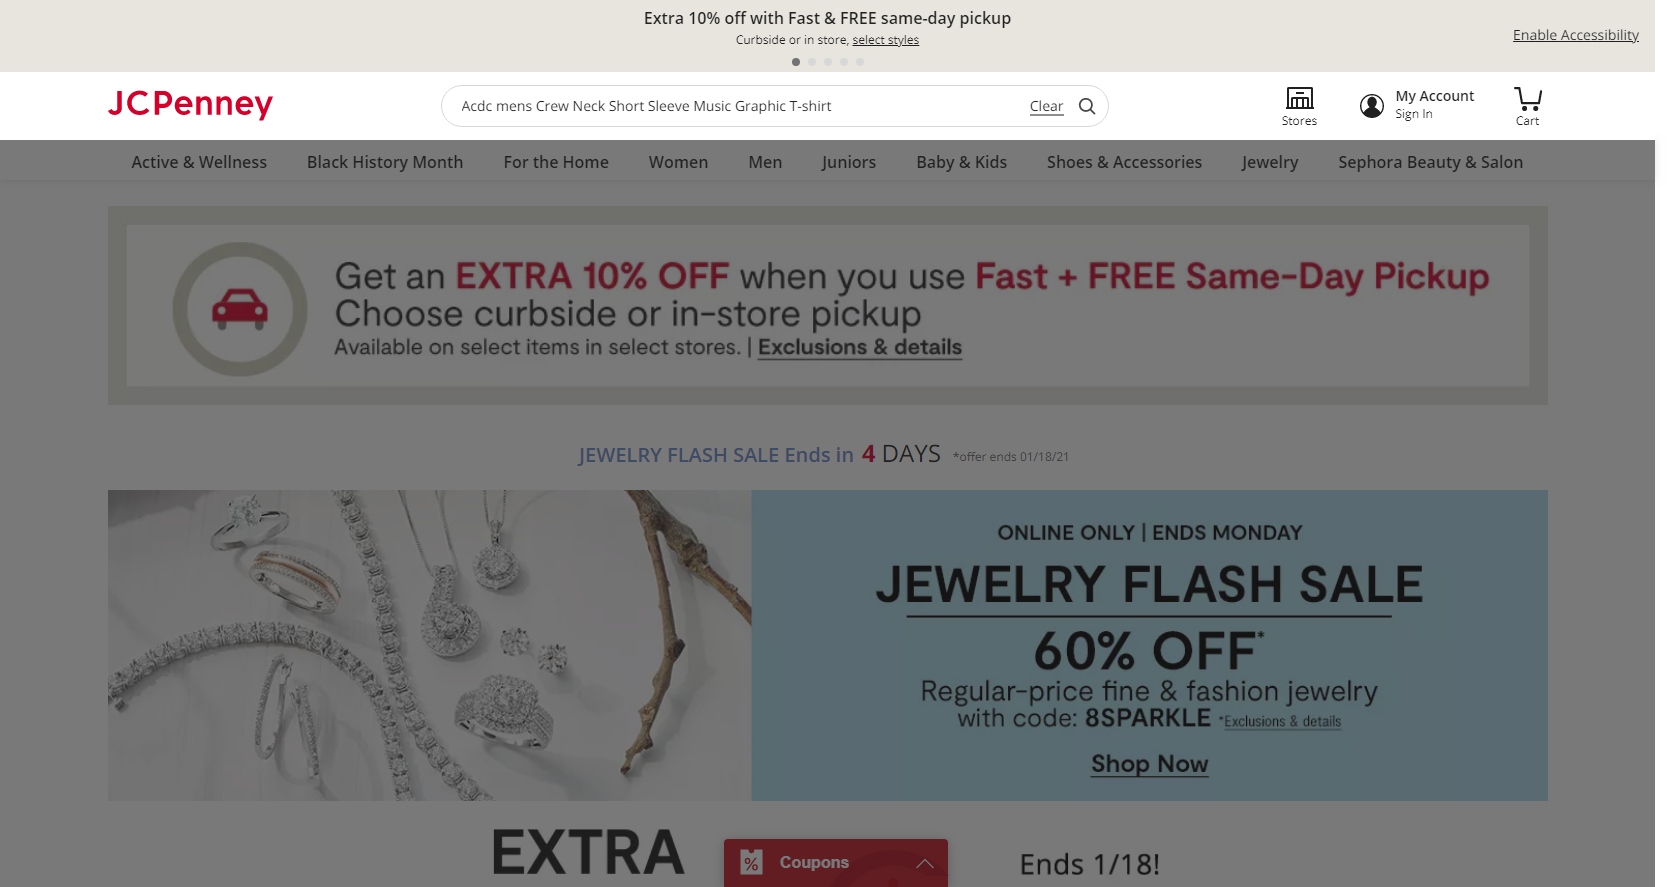 Extra 10% off with Fast & FREE same-day pickup
Curbside or in store, select styles
Enable Accessibility
JCPenney
Acdc mens Crew Neck Short Sleeve Music Graphic T-shirt
Clear
Stores
My Account
Sign In
Cart
Active & Wellness
Black History Month
For the Home
Women
Men
Juniors
Baby & Kids
Shoes & Accessories
Jewelry
Sephora Beauty & Salon
Get an EXTRA 10% OFF when you use Fast + FREE Same-Day Pickup
Choose curbside or in-store pickup
Available on select items in select stores. | Exclusions & details
JEWELRY FLASH SALE Ends in 4 DAYS *offer ends 01/18/21
ONLINE ONLY | ENDS MONDAY
JEWELRY FLASH SALE
60% OFF*
Regular-price fine & fashion jewelry
with code: 8SPARKLE *Exclusions & details
Shop Now
EXTRA
% Coupons
Ends 1/18!